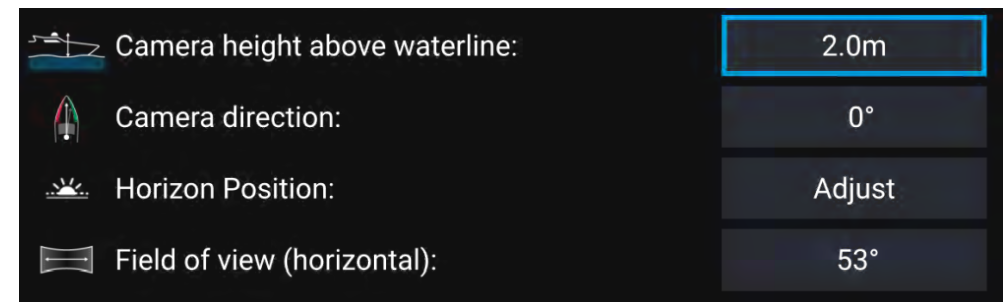 Camera height above waterline: 2.0m
Camera direction: 0°
Horizon Position: Adjust
Field of view (horizontal): 53°